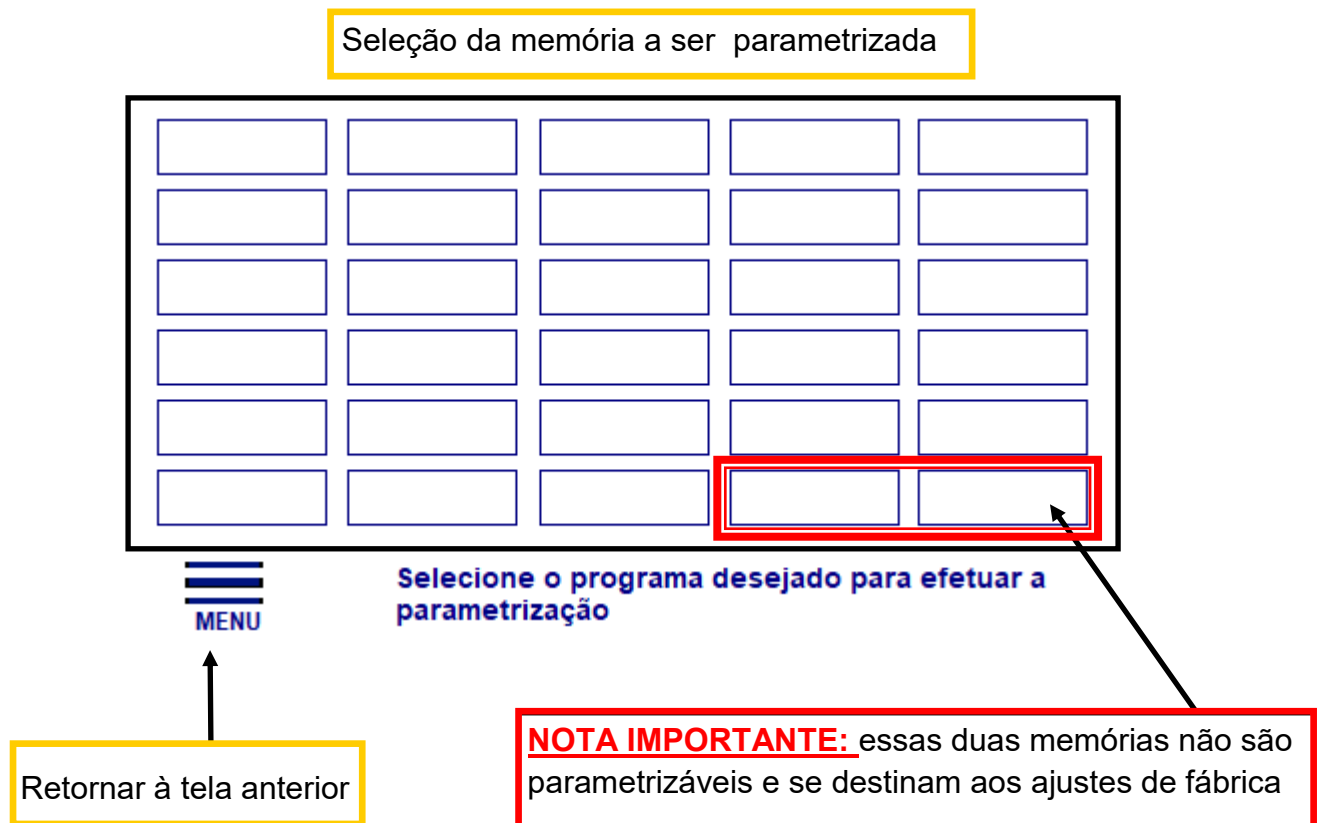 Seleção da memória a ser parametrizada
Selecione o programa desejado para efetuar a
parametrização
MENU
Retornar à tela anterior
NOTA IMPORTANTE: essas duas memórias não são
parametrizáveis e se destinam aos ajustes de fábrica